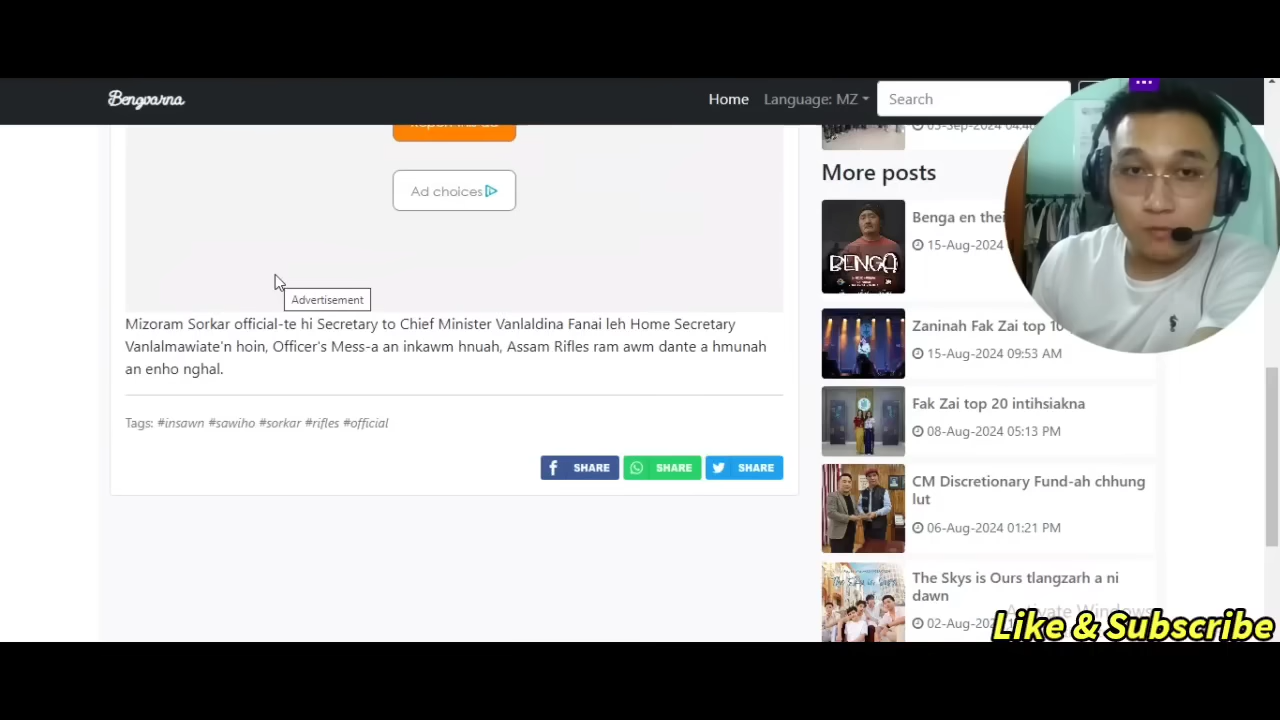 Bengvarna
Home
Language: MZ
Search
Ad choices
Advertisement
Mizoram Sorkar official-te hi Secretary to Chief Minister Vanlaldina Fanai leh Home Secretary
Vanlalmawiate'n hoin, Officer's Mess-a an inkawm hnuah, Assam Rifles ram awm dante a hmunah
an enho nghal.
Tags: #insawn #sawiho #sorkar #rifles #official
SHARE
SHARE
SHARE
More posts
BENGA
Benga en
15-Aug-2024
Zaninah Fak Zai top
15-Aug-2024 09:53 AM
Fak Zai top 20 intihsiakna
08-Aug-2024 05:13 PM
CM Discretionary Fund-ah chhung
lut
06-Aug-2024 01:21 PM
The Skys is Ours tlangzarh a ni
dawn
Activate Windows
Like & Subscribe